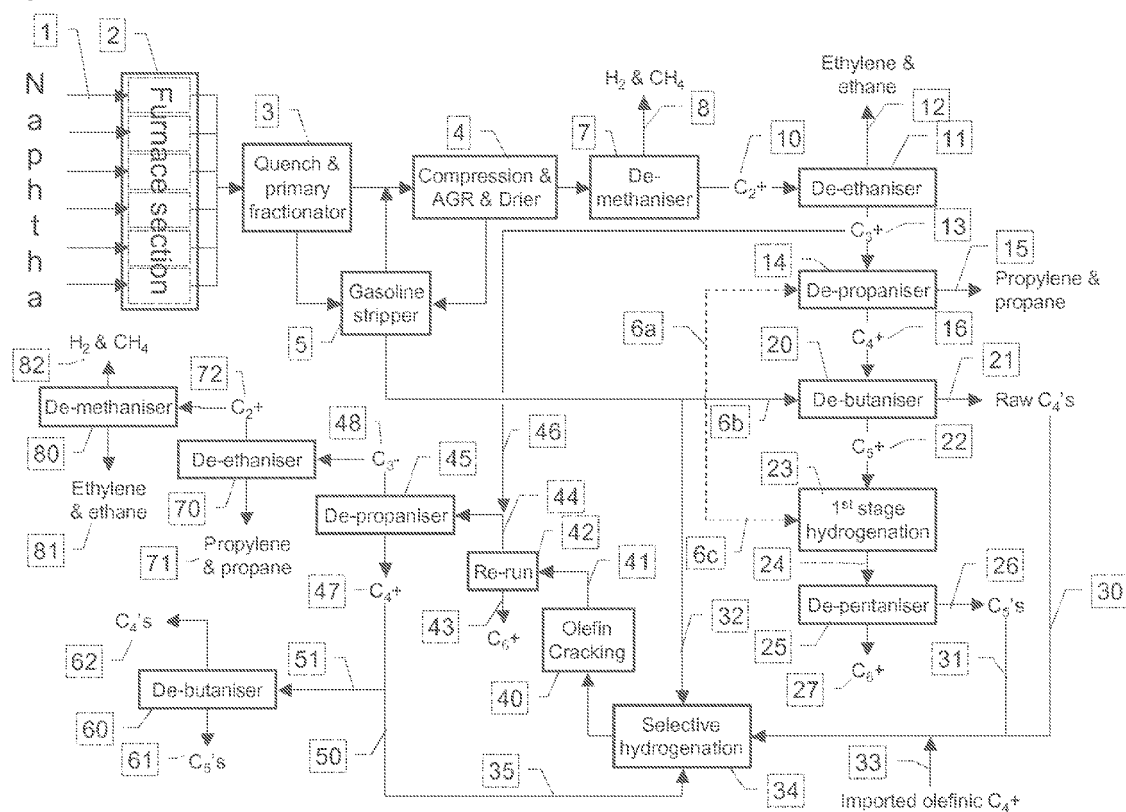 1
2
Naphtha
Furnace section
3
Quench &
primary
fractionator
4
Compression &
AGR & Drier
5
Gasoline
stripper
7
De-
methaniser
H2 & CH4
8
10
C2+
Ethylene &
ethane
12
11
De-ethaniser
C3+
13
14
De-propaniser
15
Propylene &
propane
6a
C4+
16
20
De-butaniser
21
Raw C4's
6b
C5+
22
23
1st stage
hydrogenation
6c
24
De-pentaniser
26
C5's
25
27
C6+
30
31
32
33
Imported olefinic C4+
Selective
hydrogenation
34
35
Olefin
Cracking
40
41
Re-run
42
43
C6+
44
46
45
De-propaniser
48
C3-
47
C4+
50
51
De-butaniser
60
C4's
62
61
C5's
De-ethaniser
70
71
Propylene
& propane
72
C2+
De-methaniser
80
H2 & CH4
82
Ethylene
& ethane
81